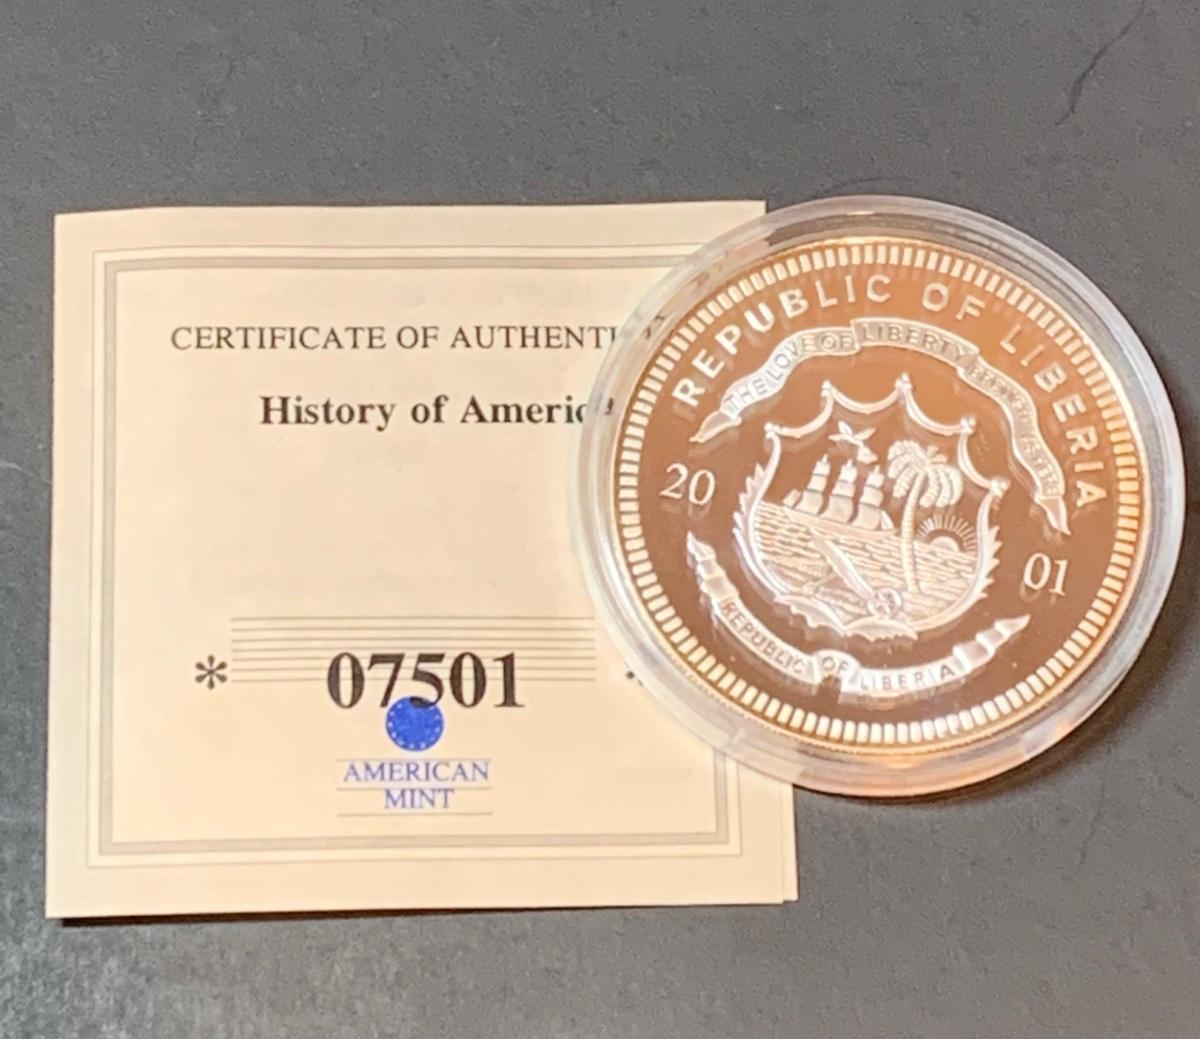 CERTIFICATE OF AUTHENTI
History of America
* 07501
AMERICAN
MINT
REPUBLIC OF LIBERIA
THE LOVE OF LIBERTY BROUGHT US HERE
20 01
REPUBLIC OF LIBERIA